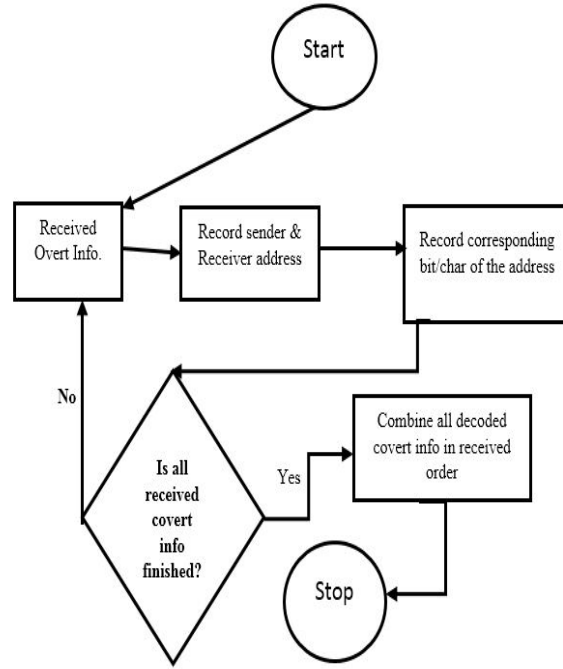 Start
Received
Overt Info.
Record sender &
Receiver address
Record corresponding
bit/char of the address
No
Is all
received
covert
info
finished?
Yes
Combine all decoded
covert info in received
order
Stop